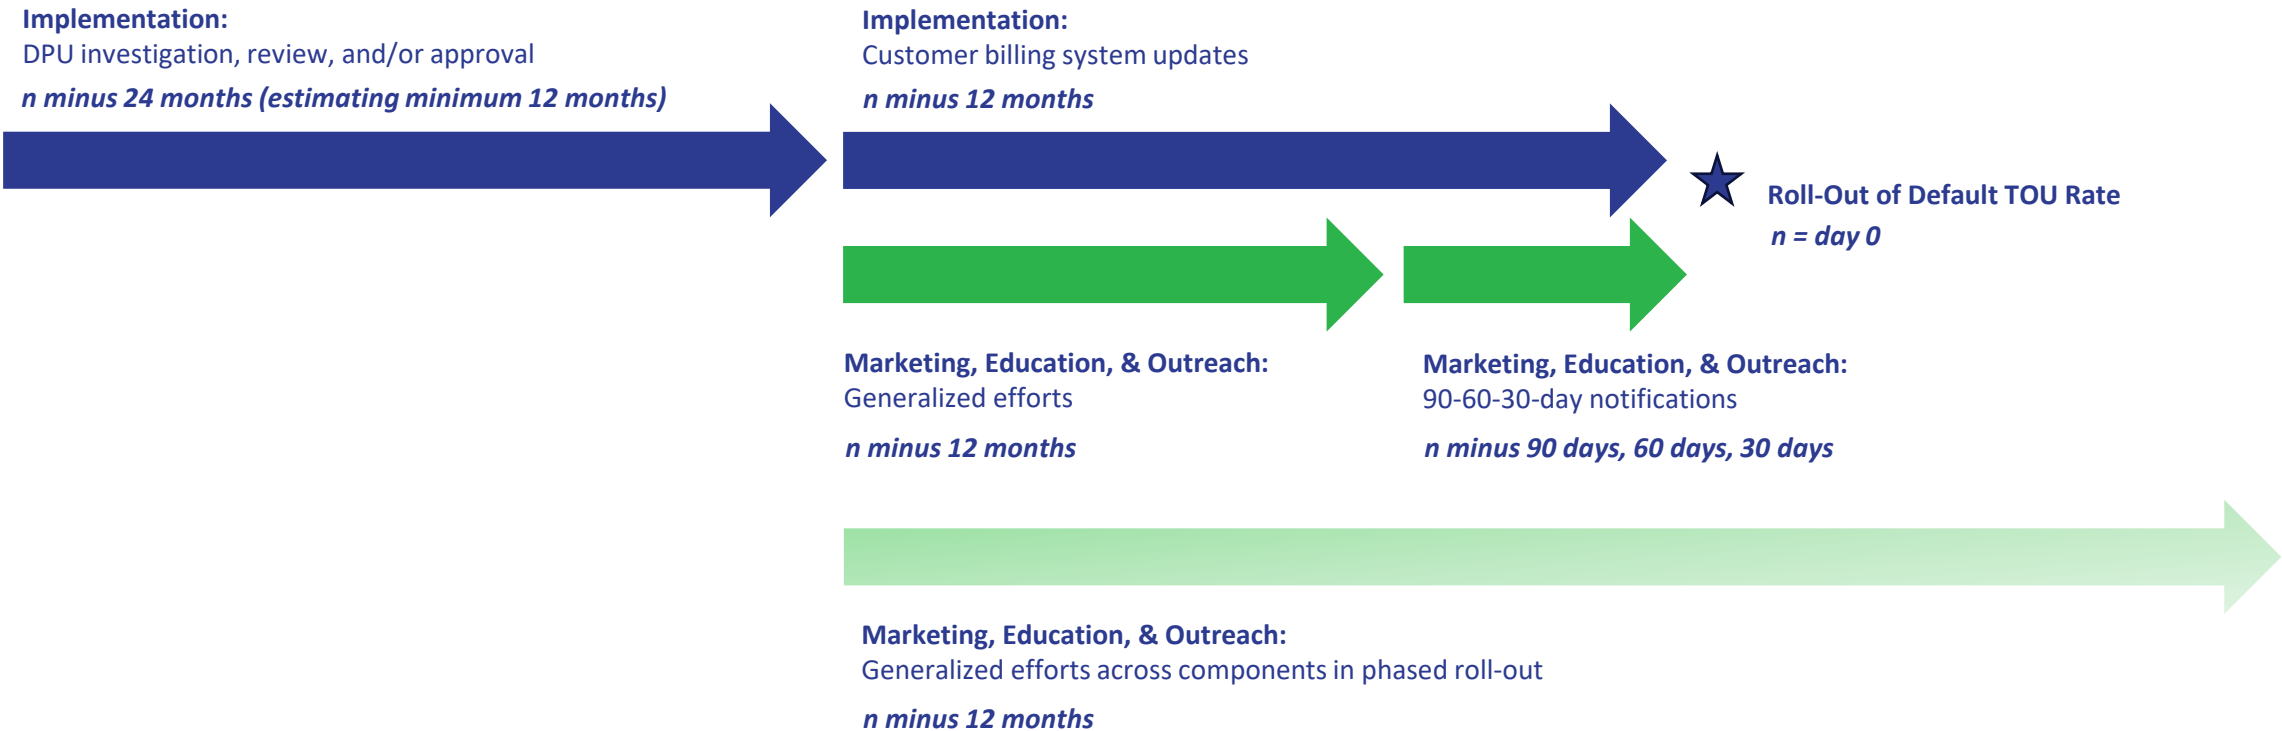 Implementation:
DPU investigation, review, and/or approval
n minus 24 months (estimating minimum 12 months)
Implementation:
Customer billing system updates
n minus 12 months
Roll-Out of Default TOU Rate
n = day 0
Marketing, Education, & Outreach:
Generalized efforts
n minus 12 months
Marketing, Education, & Outreach:
90-60-30-day notifications
n minus 90 days, 60 days, 30 days
Marketing, Education, & Outreach:
Generalized efforts across components in phased roll-out
n minus 12 months